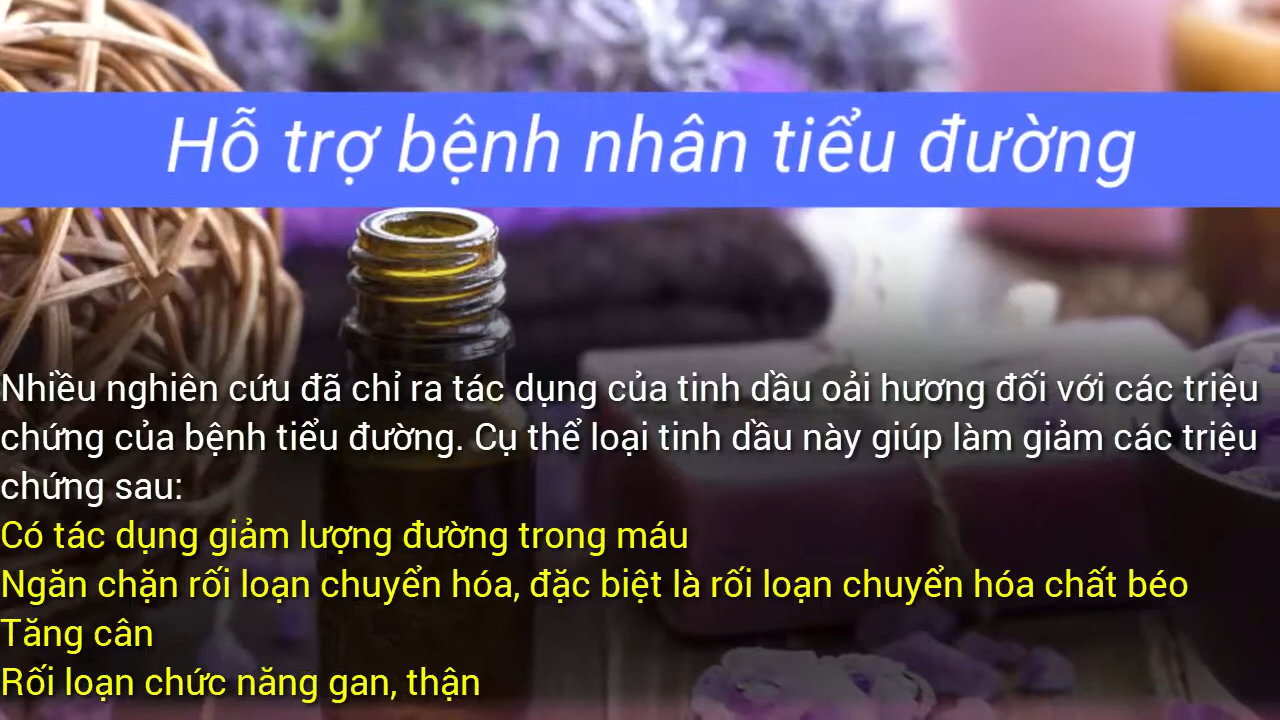 Hỗ trợ bệnh nhân tiểu đường
Nhiều nghiên cứu đã chỉ ra tác dụng của tinh dầu oải hương đối với các triệu
chứng của bệnh tiểu đường. Cụ thể loại tinh dầu này giúp làm giảm các triệu
chứng sau:
Có tác dụng giảm lượng đường trong máu
Ngăn chặn rối loạn chuyển hóa, đặc biệt là rối loạn chuyển hóa chất béo
Tăng cân
Rối loạn chức năng gan, thận